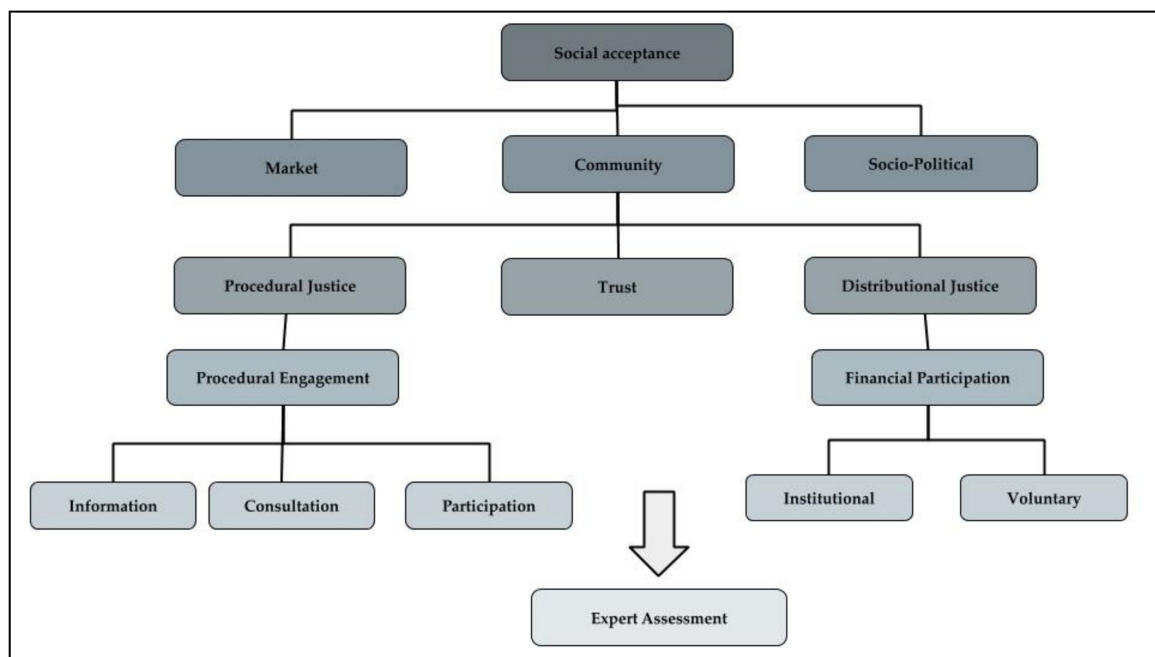 Social acceptance
Market
Community
Socio-Political
Procedural Justice
Trust
Distributional Justice
Procedural Engagement
Financial Participation
Information
Consultation
Participation
Institutional
Voluntary
Expert Assessment